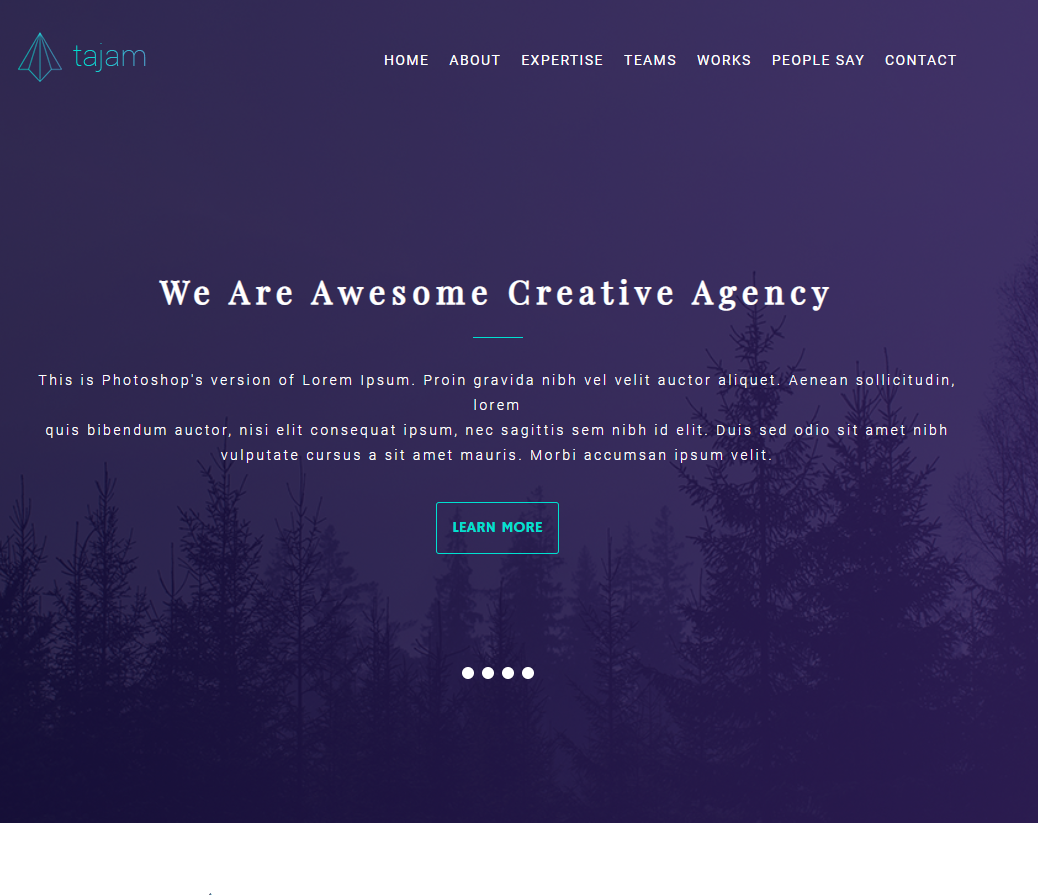 tajam
HOME ABOUT EXPERTISE TEAMS WORKS PEOPLE SAY CONTACT
We Are Awesome Creative Agency
This is Photoshop's version of Lorem Ipsum. Proin gravida nibh vel velit auctor aliquet. Aenean sollicitudin,
lorem
quis bibendum auctor, nisi elit consequat ipsum, nec sagittis sem nibh id elit. Duis sed odio sit amet nibh
vulputate cursus a sit amet mauris. Morbi accumsan ipsum velit.
LEARN MORE